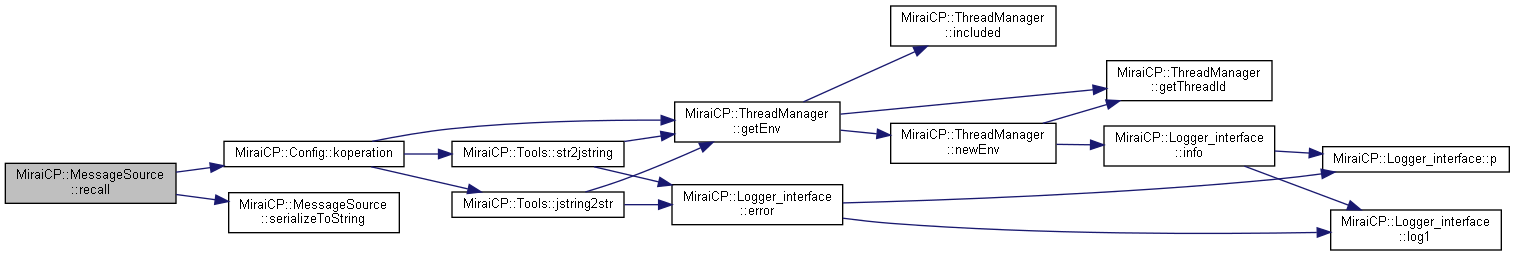 MiraiCP::MessageSource
::recall
MiraiCP::Config::koperation
MiraiCP::MessageSource
::serializeToString
MiraiCP::Tools::str2jstring
MiraiCP::Tools::jstring2str
MiraiCP::ThreadManager
::getEnv
MiraiCP::Logger_interface
::error
MiraiCP::ThreadManager
::included
MiraiCP::ThreadManager
::newEnv
MiraiCP::ThreadManager
::getThreadId
MiraiCP::Logger_interface
::info
MiraiCP::Logger_interface::p
MiraiCP::Logger_interface
::log1